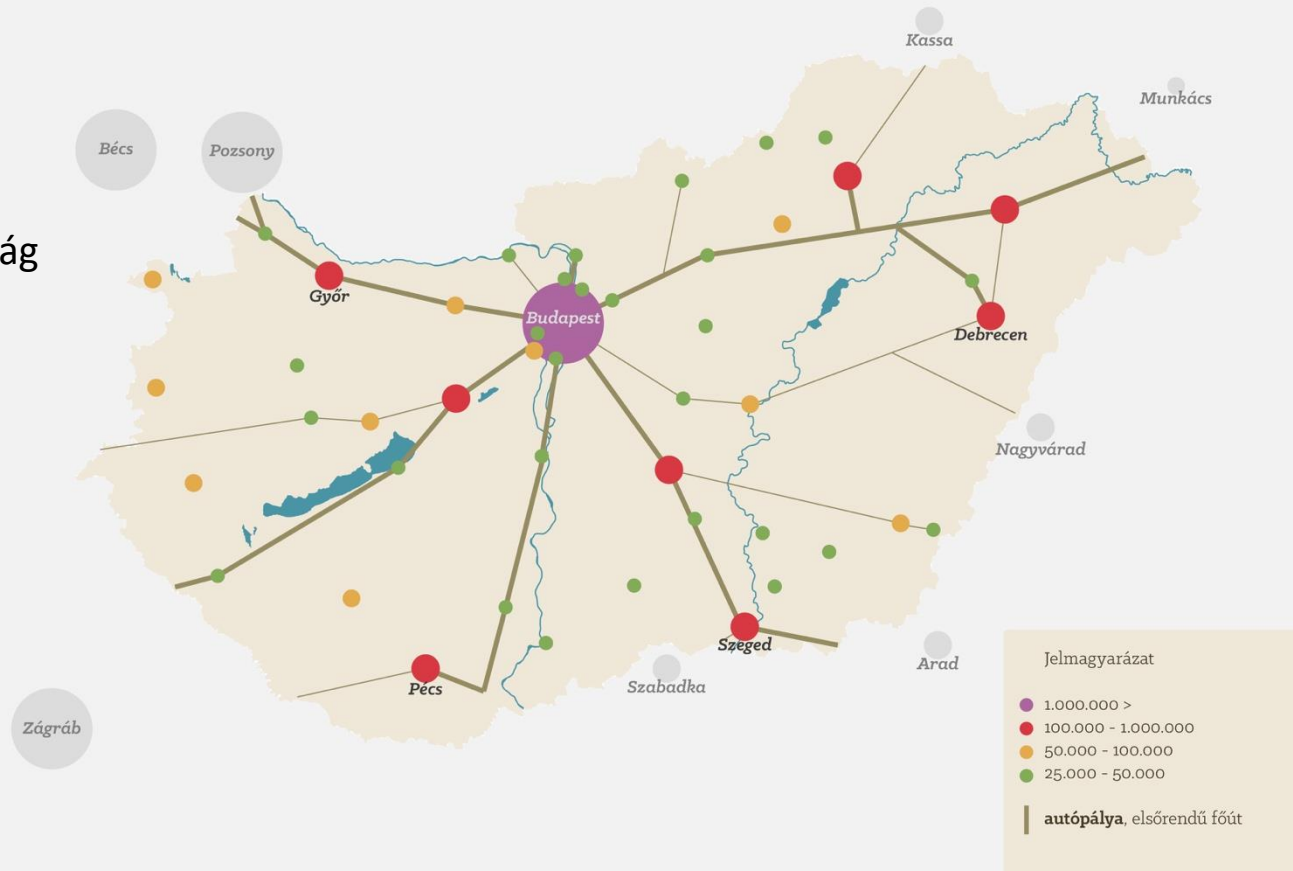 Kassa
Munkács
Bécs
Pozsony
ág
Győr
Budapest
Debrecen
Nagyvárad
Szeged
Arad
Pécs
Szabadka
Zágráb
Jelmagyarázat
1.000.000 >
100.000 - 1.000.000
50.000 - 100.000
25.000 - 50.000
autópálya, elsőrendű főút